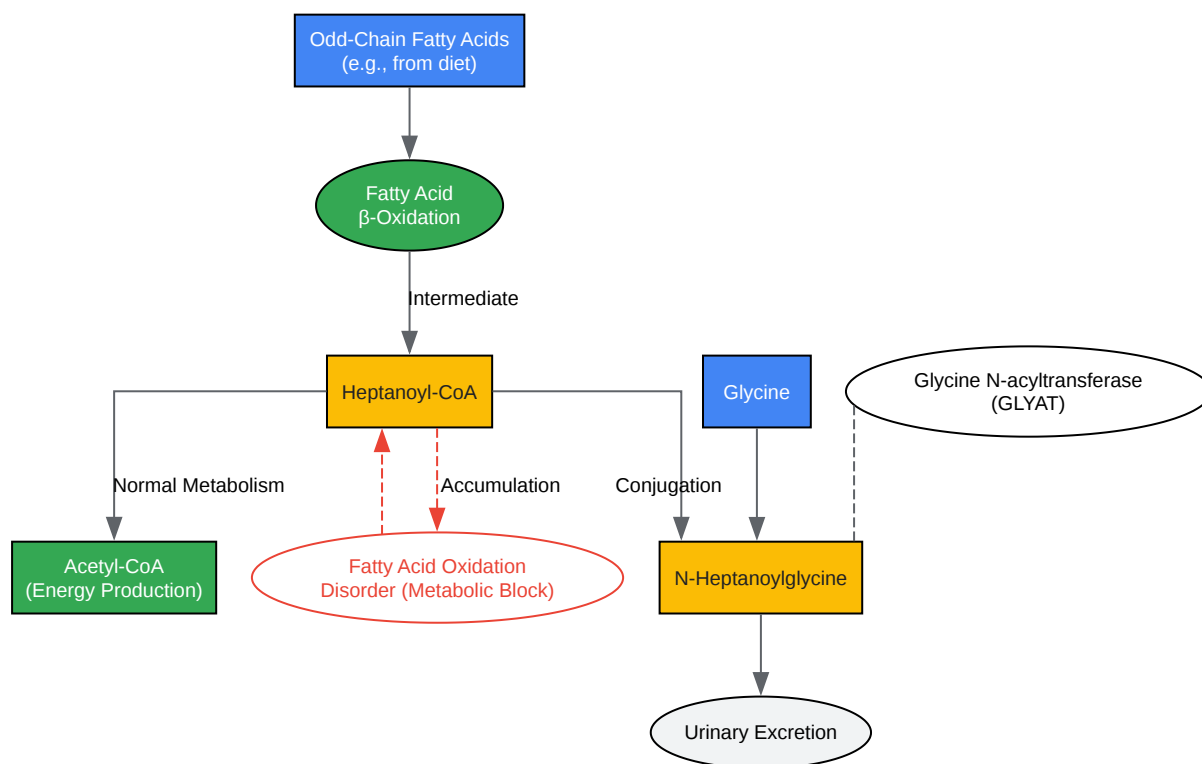 Odd-Chain Fatty Acids
(e.g., from diet)
Fatty Acid
β-Oxidation
Intermediate
Heptanoyl-CoA
Glycine
Glycine N-acyltransferase
(GLYAT)
Normal Metabolism
Accumulation
Conjugation
Acetyl-CoA
(Energy Production)
Fatty Acid Oxidation
Disorder (Metabolic Block)
N-Heptanoylglycine
Urinary Excretion